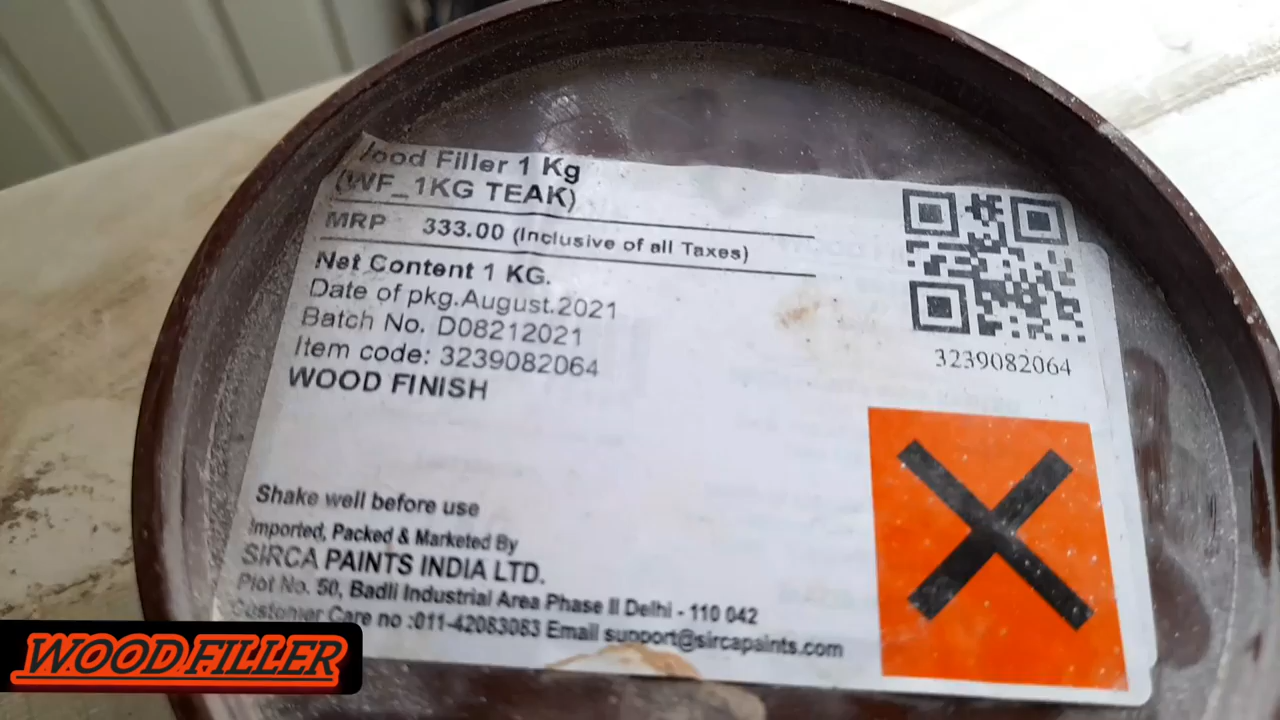 ood Filler 1 Kg
(WF_1KG TEAK)
MRP 333.00 (Inclusive of all Taxes)
Net Content 1 KG.
Date of pkg.August.2021
Batch No. D08212021
Item code: 3239082064
WOOD FINISH
3239082064
Shake well before use
Imported, Packed & Marketed By
SIRCA PAINTS INDIA LTD.
Plot No. 50, Badli Industrial Area Phase II Delhi - 110 042
Customer Care no :011-42083083 Email support@sircapaints.com
WOOD FILLER